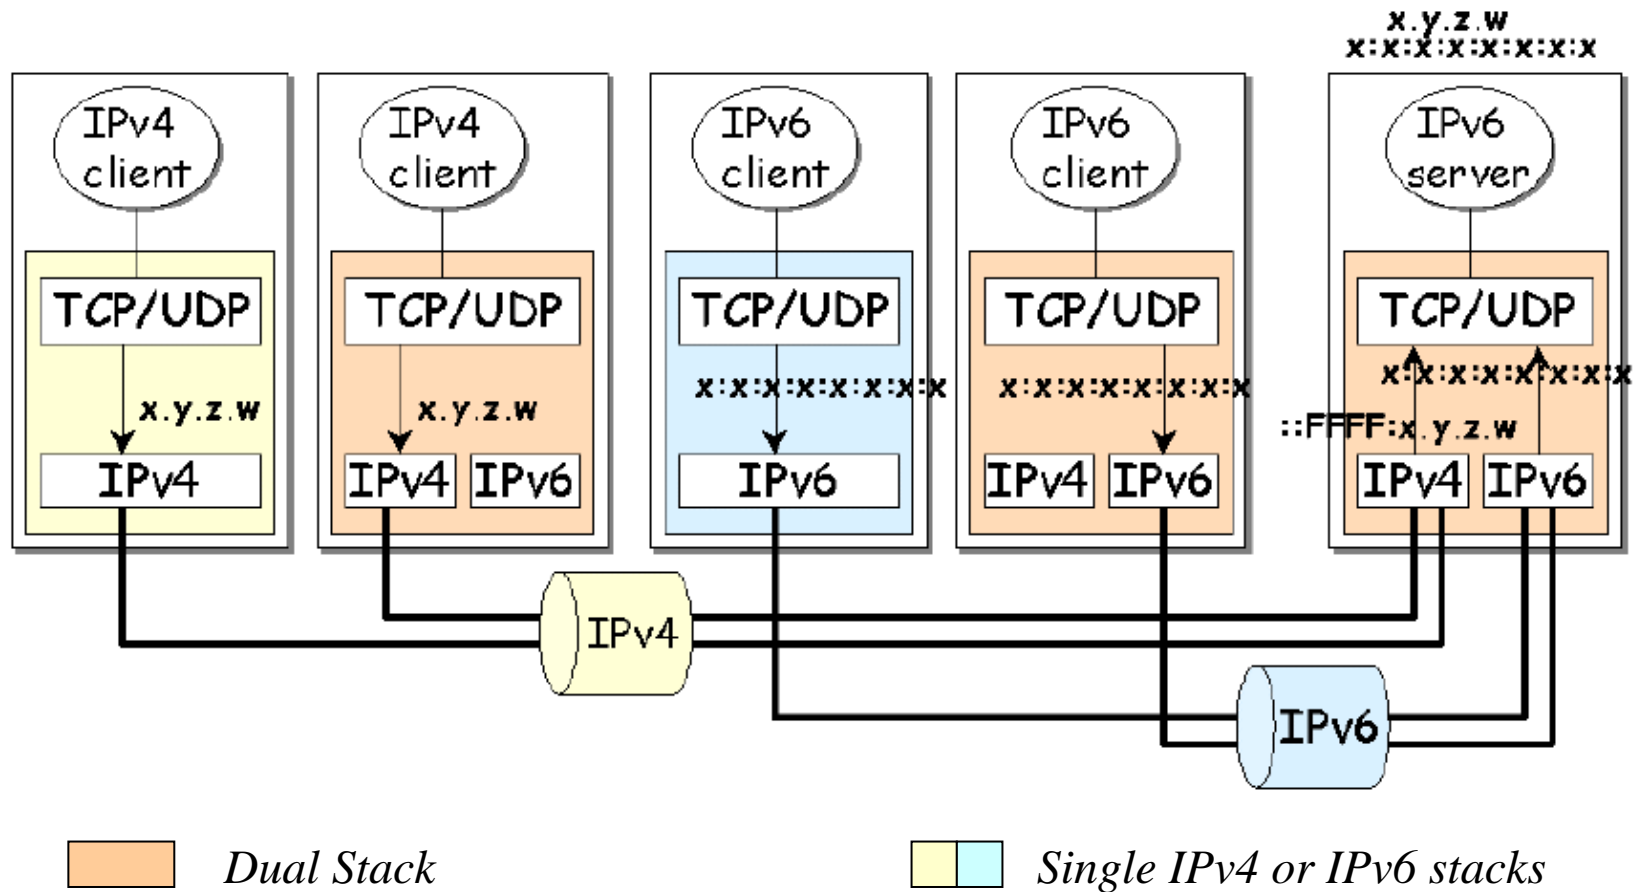 x.y.z.w
x:x:x:x:x:x:x:x
IPv4
client
IPv4
client
IPv6
client
IPv6
client
IPv6
server
TCP/UDP
TCP/UDP
TCP/UDP
TCP/UDP
TCP/UDP
x.y.z.w
x.y.z.w
x:x:x:x:x:x:x:x
x:x:x:x:x:x:x:x
x:x:x:x:x:x:x:x
::FFFF:x.y.z.w
IPv4
IPv4
IPv6
IPv6
IPv4
IPv6
IPv4
IPv6
IPv4
IPv6
Dual Stack
Single IPv4 or IPv6 stacks